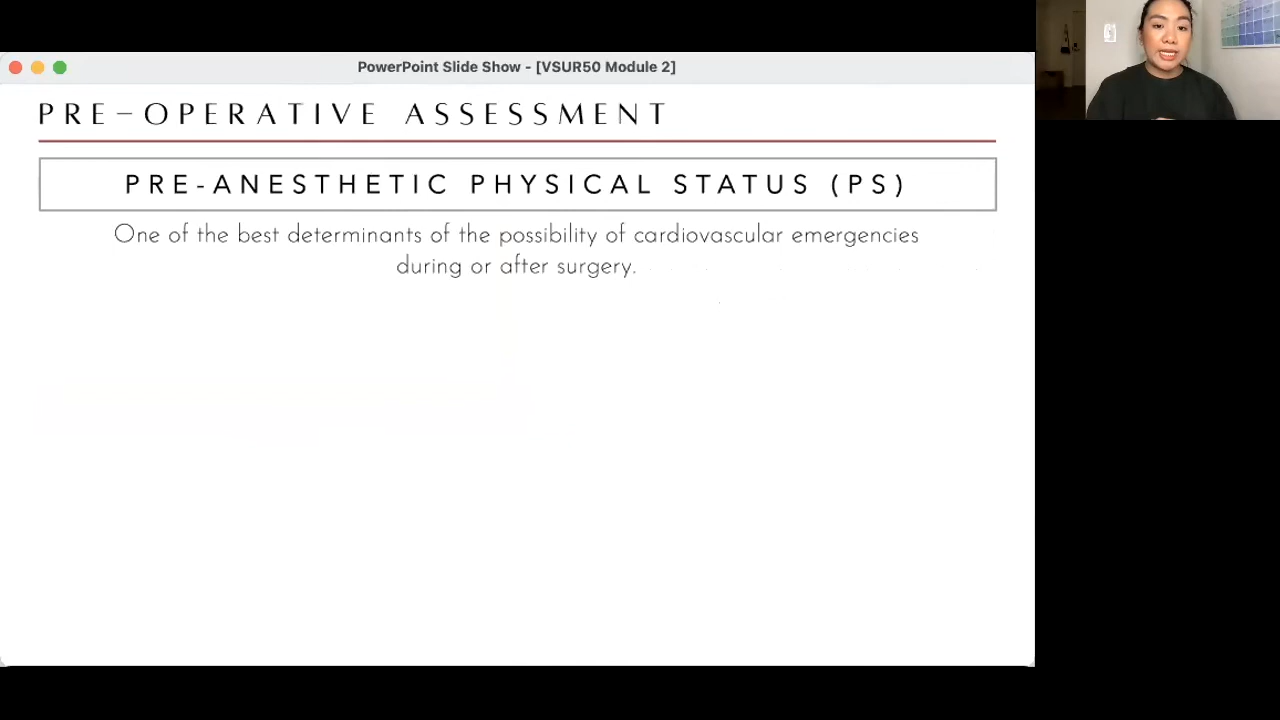 PowerPoint Slide Show - [VSUR50 Module 2]
PRE-OPERATIVE ASSESSMENT
PRE-ANESTHETIC PHYSICAL STATUS (PS)
One of the best determinants of the possibility of cardiovascular emergencies
during or after surgery.